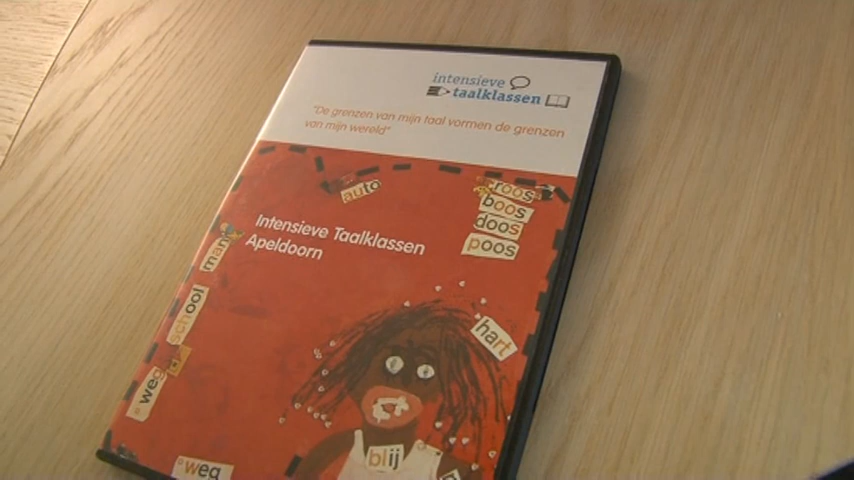 intensieve
taalklassen
"De grenzen van mijn taal vormen de grenzen
van mijn wereld"
auto
roos
boos
doos
poos
Intensieve Taalklassen
Apeldoorn
man
school
weg
hart
blij
weg